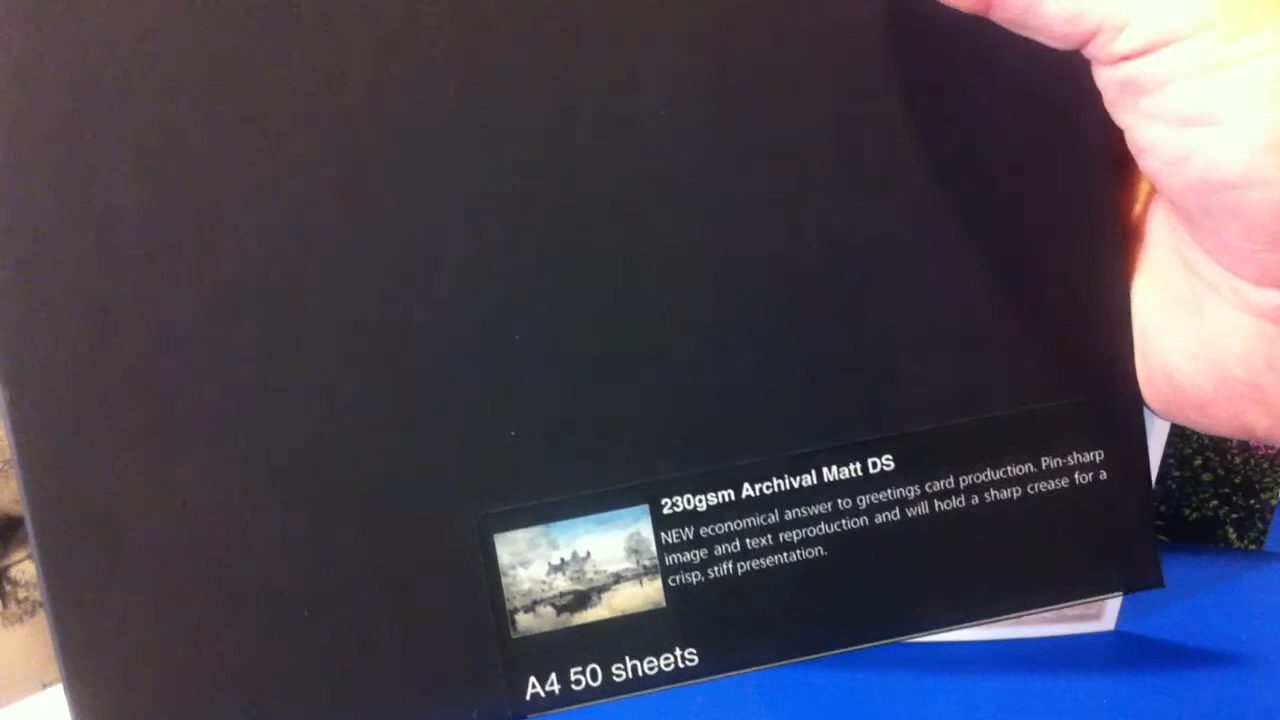 230gsm Archival Matt DS
NEW economical answer to greetings card production. Pin-sharp
image and text reproduction and will hold a sharp crease for a
crisp, stiff presentation.
A4 50 sheets